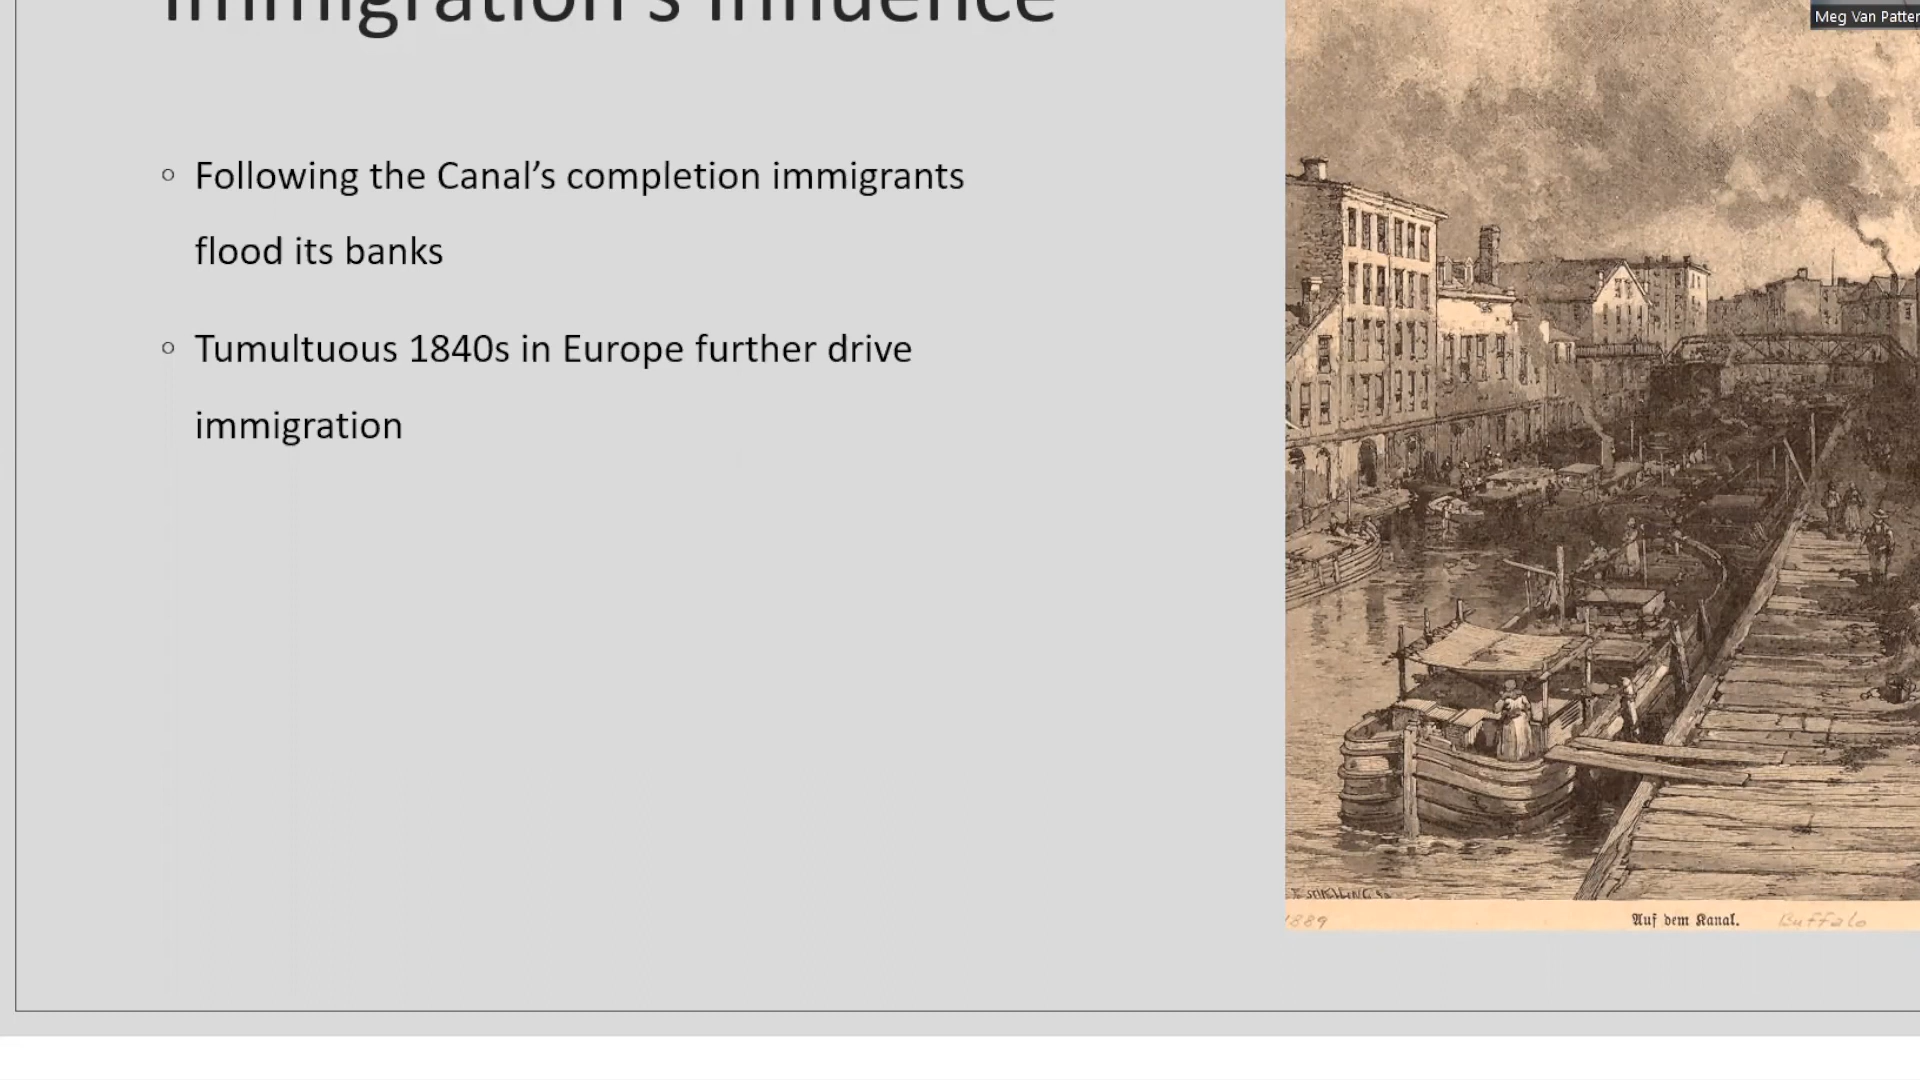 Immigration's Influence
Meg Van Patter
Following the Canal’s completion immigrants
flood its banks
Tumultuous 1840s in Europe further drive
immigration
1889
Auf dem Kanal.
Buffalo